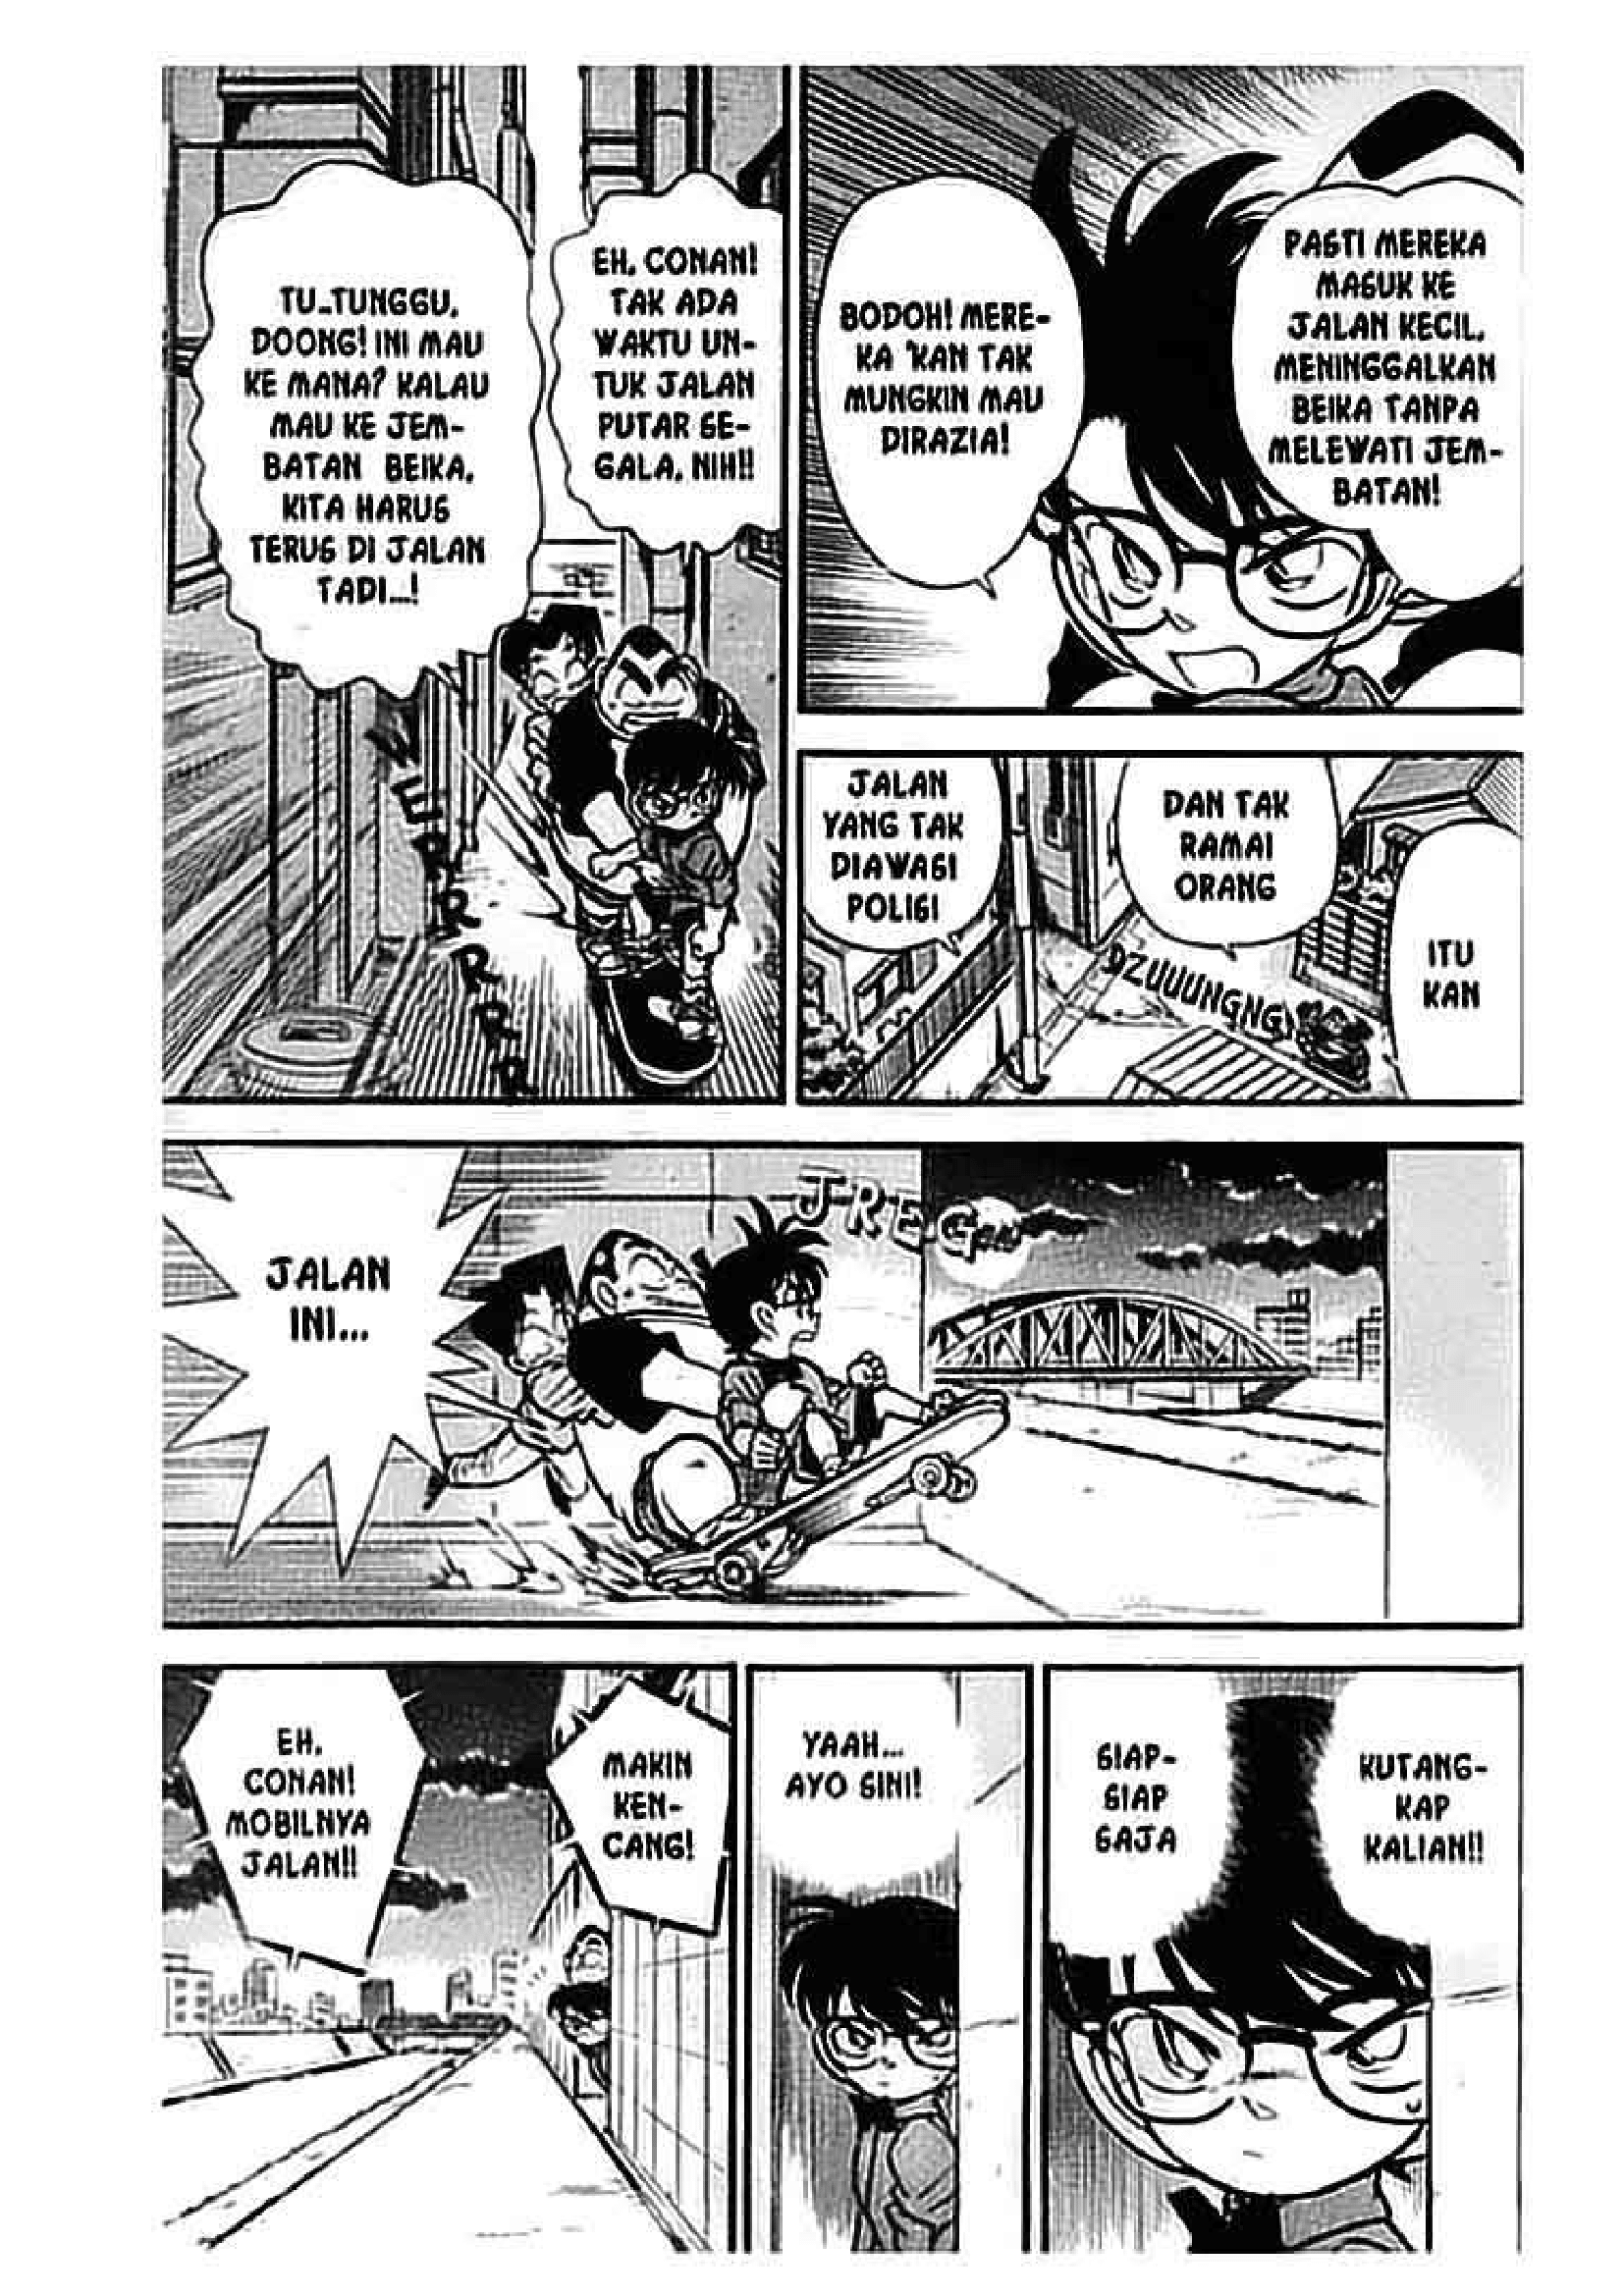 TU..TUNGGU,
DOONG! INI MAU
KE MANA? KALAU
MAU KE JEM-
BATAN BEIKA,
KITA HARUS
TERUS DI JALAN
TADI...!
EH, CONAN!
TAK ADA
WAKTU UN-
TUK JALAN
PUTAR SE-
GALA, NIH!!
WERRRRR
BODOH! MERE-
KA 'KAN TAK
MUNGKIN MAU
DIRAZIA!
PASTI MEREKA
MASUK KE
JALAN KECIL,
MENINGGALKAN
BEIKA TANPA
MELEWATI JEM-
BATAN!
JALAN
YANG TAK
DIAWASI
POLISI
DAN TAK
RAMAI
ORANG
DZUUUNGNG
ITU
KAN
JALAN
INI...
EH,
CONAN!
MOBILNYA
JALAN!!
MAKIN
KEN-
CANG!
YAAH...
AYO SINI!
SIAP-
SIAP
SAJA
KUTANG-
KAP
KALIAN!!